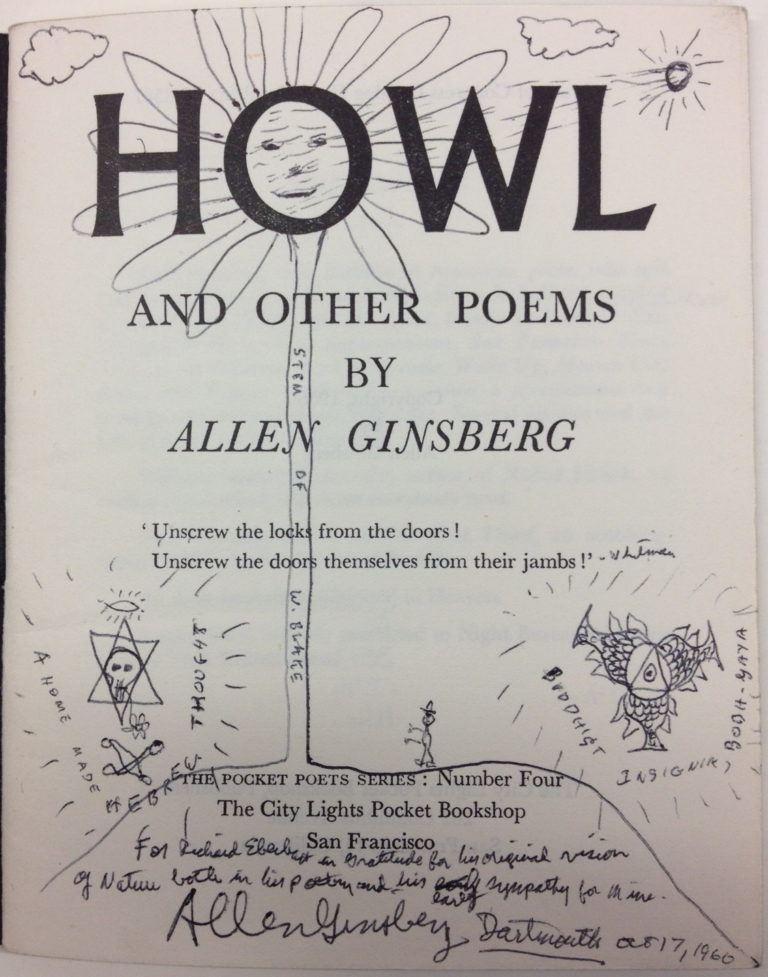 HOWL
AND OTHER POEMS
BY
ALLEN GINSBERG
STEM OF W. BLAKE
‘Unscrew the locks from the doors!
Unscrew the doors themselves from their jambs!’ - Whitman
A HOME MADE HEBREW THOUGHT
BUDDHIST INSIGNIA, BODH-GAYA
THE POCKET POETS SERIES : Number Four
The City Lights Pocket Bookshop
San Francisco
For Richard Eberhart in gratitude for his original vision
of Nature both in his poetry and his early sympathy for mine.
Allen Ginsberg Dartmouth 1960